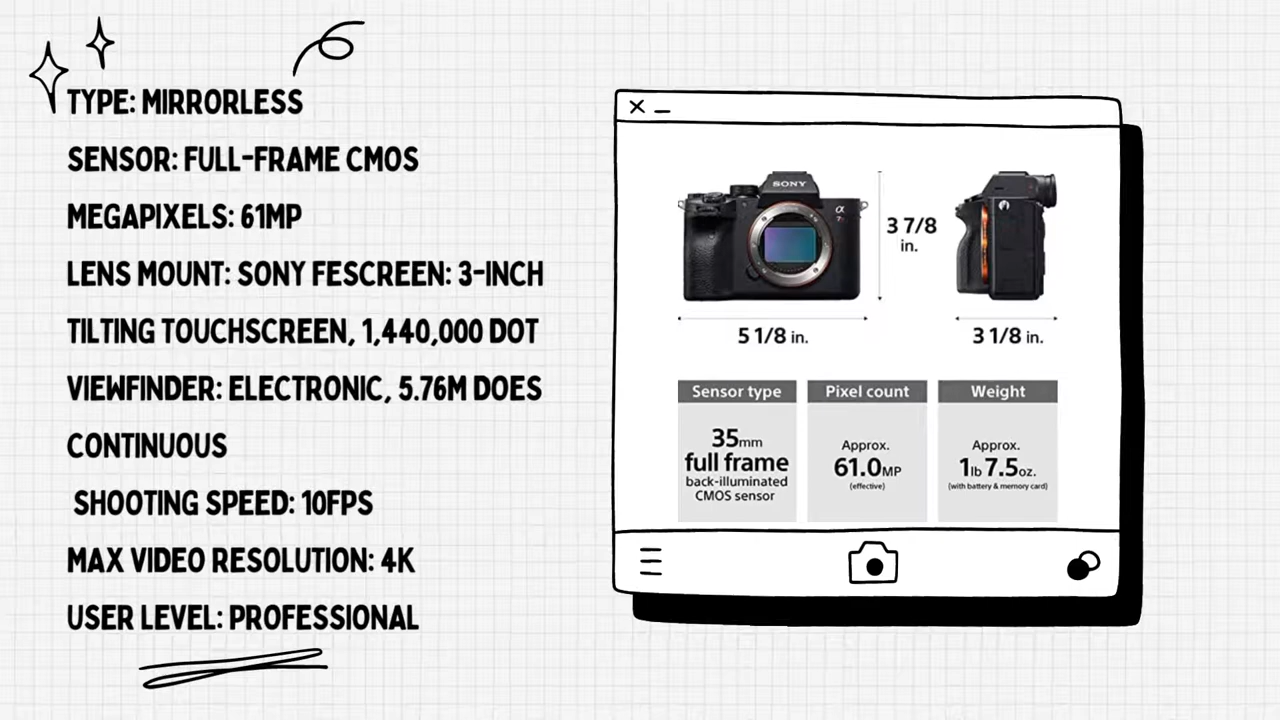 TYPE: MIRRORLESS
SENSOR: FULL-FRAME CMOS
MEGAPIXELS: 61MP
LENS MOUNT: SONY FESCREEN: 3-INCH
TILTING TOUCHSCREEN, 1,440,000 DOT
VIEWFINDER: ELECTRONIC, 5.76M DOES
CONTINUOUS
SHOOTING SPEED: 10FPS
MAX VIDEO RESOLUTION: 4K
USER LEVEL: PROFESSIONAL
SONY
α
7
3 7/8
in.
5 1/8 in.
3 1/8 in.
Sensor type
35mm
full frame
back-illuminated
CMOS sensor
Pixel count
Approx.
61.0MP
(effective)
Weight
Approx.
1lb 7.5oz.
(with battery & memory card)